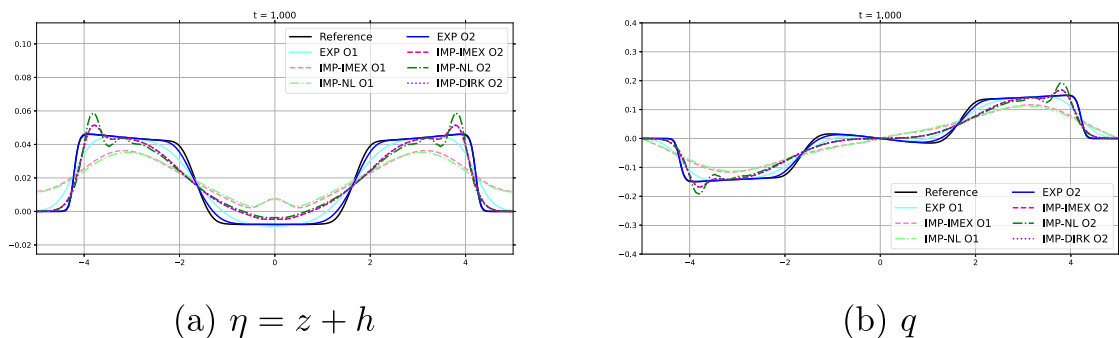 t = 1.000
0.10
0.08
0.06
0.04
0.02
0.00
−0.02
−4
−2
0
2
4
Reference
EXP O1
IMP-IMEX O1
IMP-NL O1
EXP O2
IMP-IMEX O2
IMP-NL O2
IMP-DIRK O2
(a) η = z + h
t = 1.000
0.4
0.3
0.2
0.1
0.0
−0.1
−0.2
−0.3
−0.4
−4
−2
0
2
4
Reference
EXP O1
IMP-IMEX O1
IMP-NL O1
EXP O2
IMP-IMEX O2
IMP-NL O2
IMP-DIRK O2
(b) q